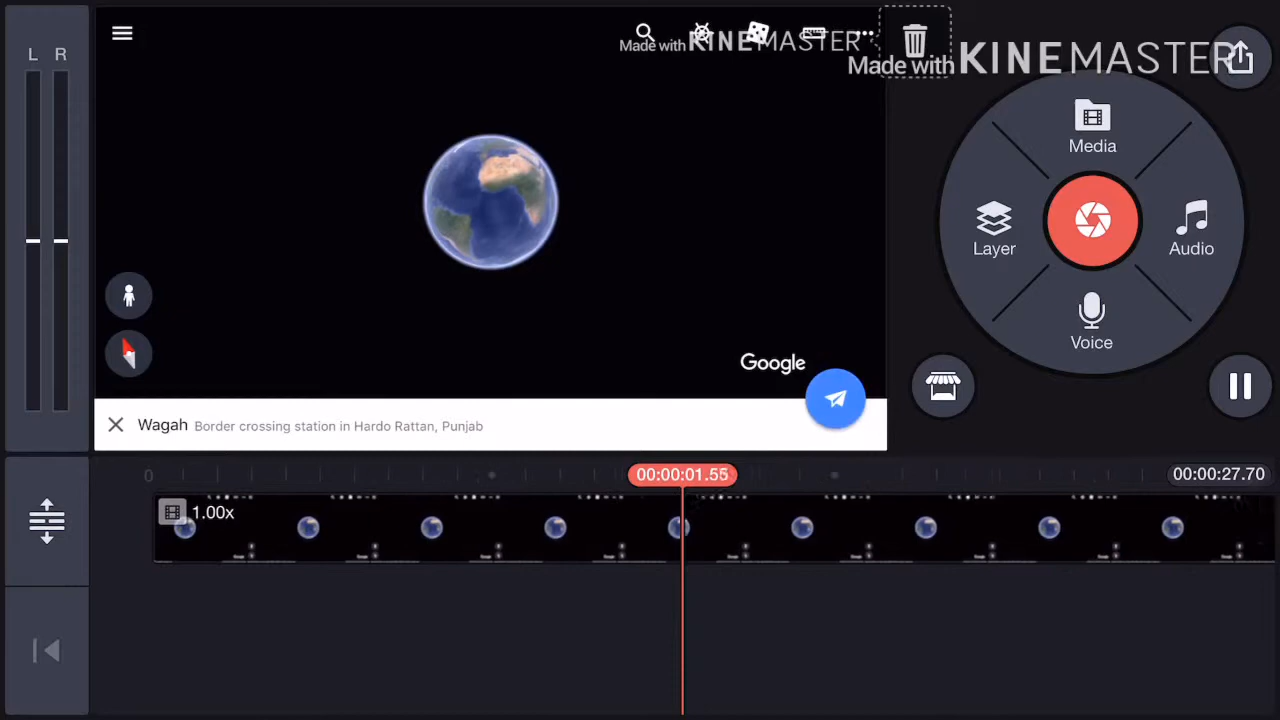 L R
Made with KINEMASTER
Made with KINEMASTER
Media
Layer
Audio
Voice
Google
Wagah Border crossing station in Hardo Rattan, Punjab
0
00:00:01.55
00:00:27.70
1.00x